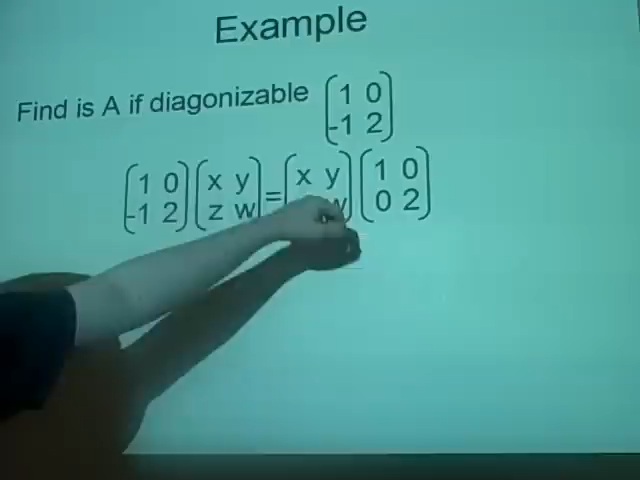 Example
Find is A if diagonizable (1 0
-1 2)
(1 0
-1 2) (x y
z w) = (x y
w) (1 0
0 2)